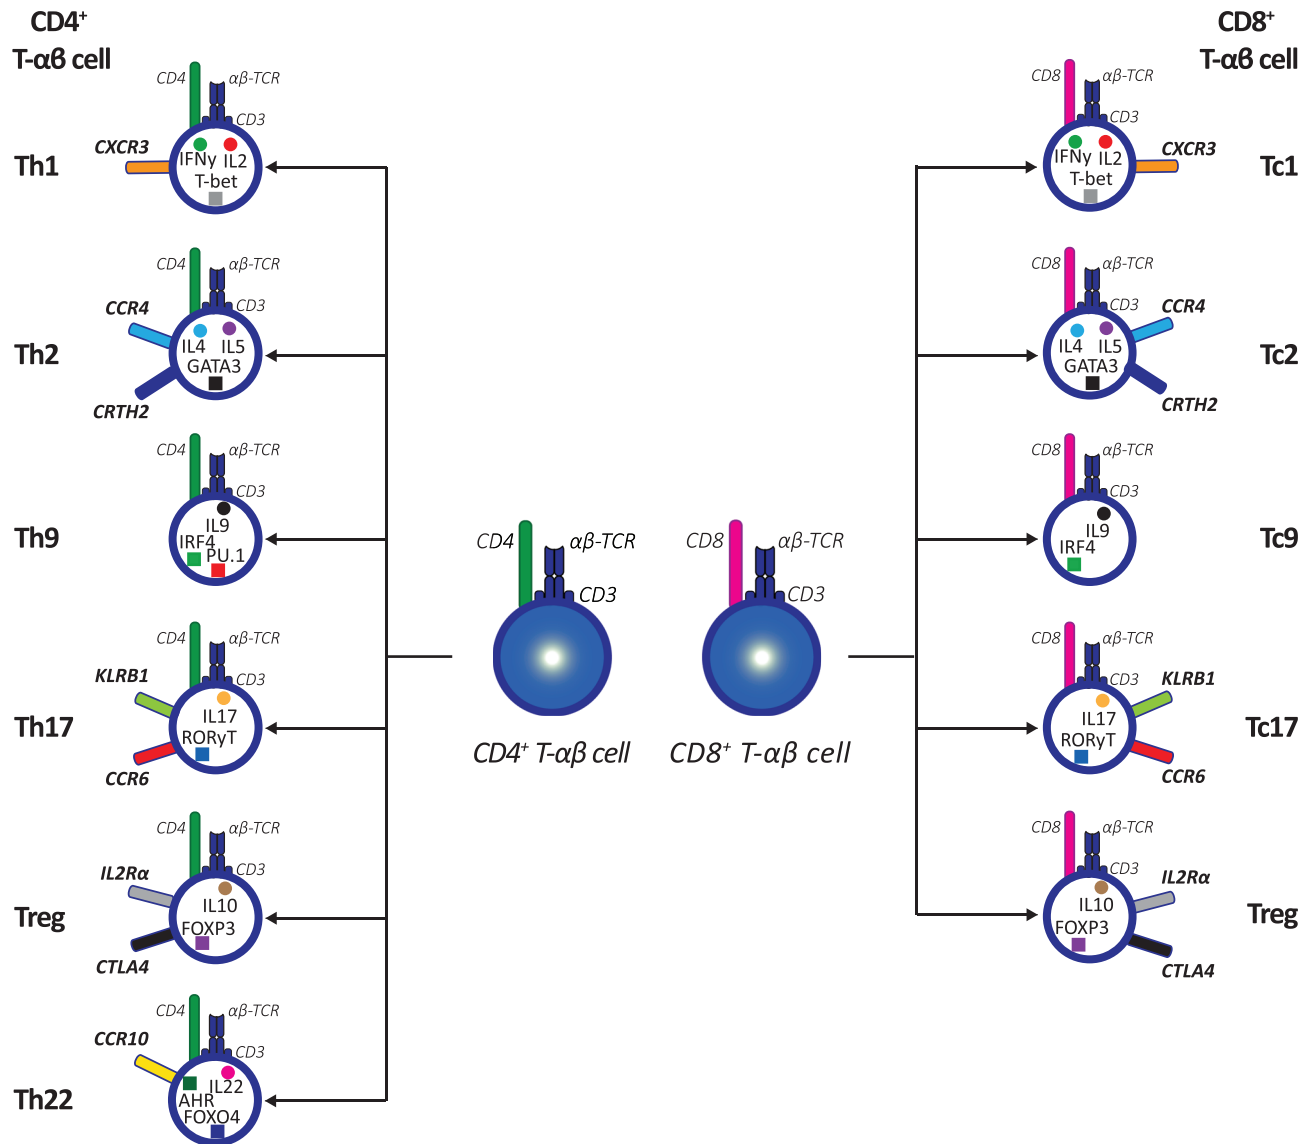 CD4⁺
T-αβ cell
CD4
αβ-TCR
CD3
CXCR3
IFNγ IL2
T-bet
Th1
CD4
αβ-TCR
CD3
CCR4
IL4 IL5
GATA3
CRTH2
Th2
CD4
αβ-TCR
CD3
IL9
IRF4
PU.1
Th9
CD4
αβ-TCR
CD3
KLRB1
IL17
RORγT
CCR6
Th17
CD4
αβ-TCR
CD3
IL2Rα
IL10
FOXP3
CTLA4
Treg
CD4
αβ-TCR
CD3
CCR10
IL22
AHR
FOXO4
Th22
CD4
αβ-TCR
CD3
CD4⁺ T-αβ cell
CD8
αβ-TCR
CD3
CD8⁺ T-αβ cell
CD8⁺
T-αβ cell
CD8
αβ-TCR
CD3
CXCR3
IFNγ IL2
T-bet
Tc1
CD8
αβ-TCR
CD3
CCR4
IL4 IL5
GATA3
CRTH2
Tc2
CD8
αβ-TCR
CD3
IL9
IRF4
Tc9
CD8
αβ-TCR
CD3
KLRB1
IL17
RORγT
CCR6
Tc17
CD8
αβ-TCR
CD3
IL2Rα
IL10
FOXP3
CTLA4
Treg